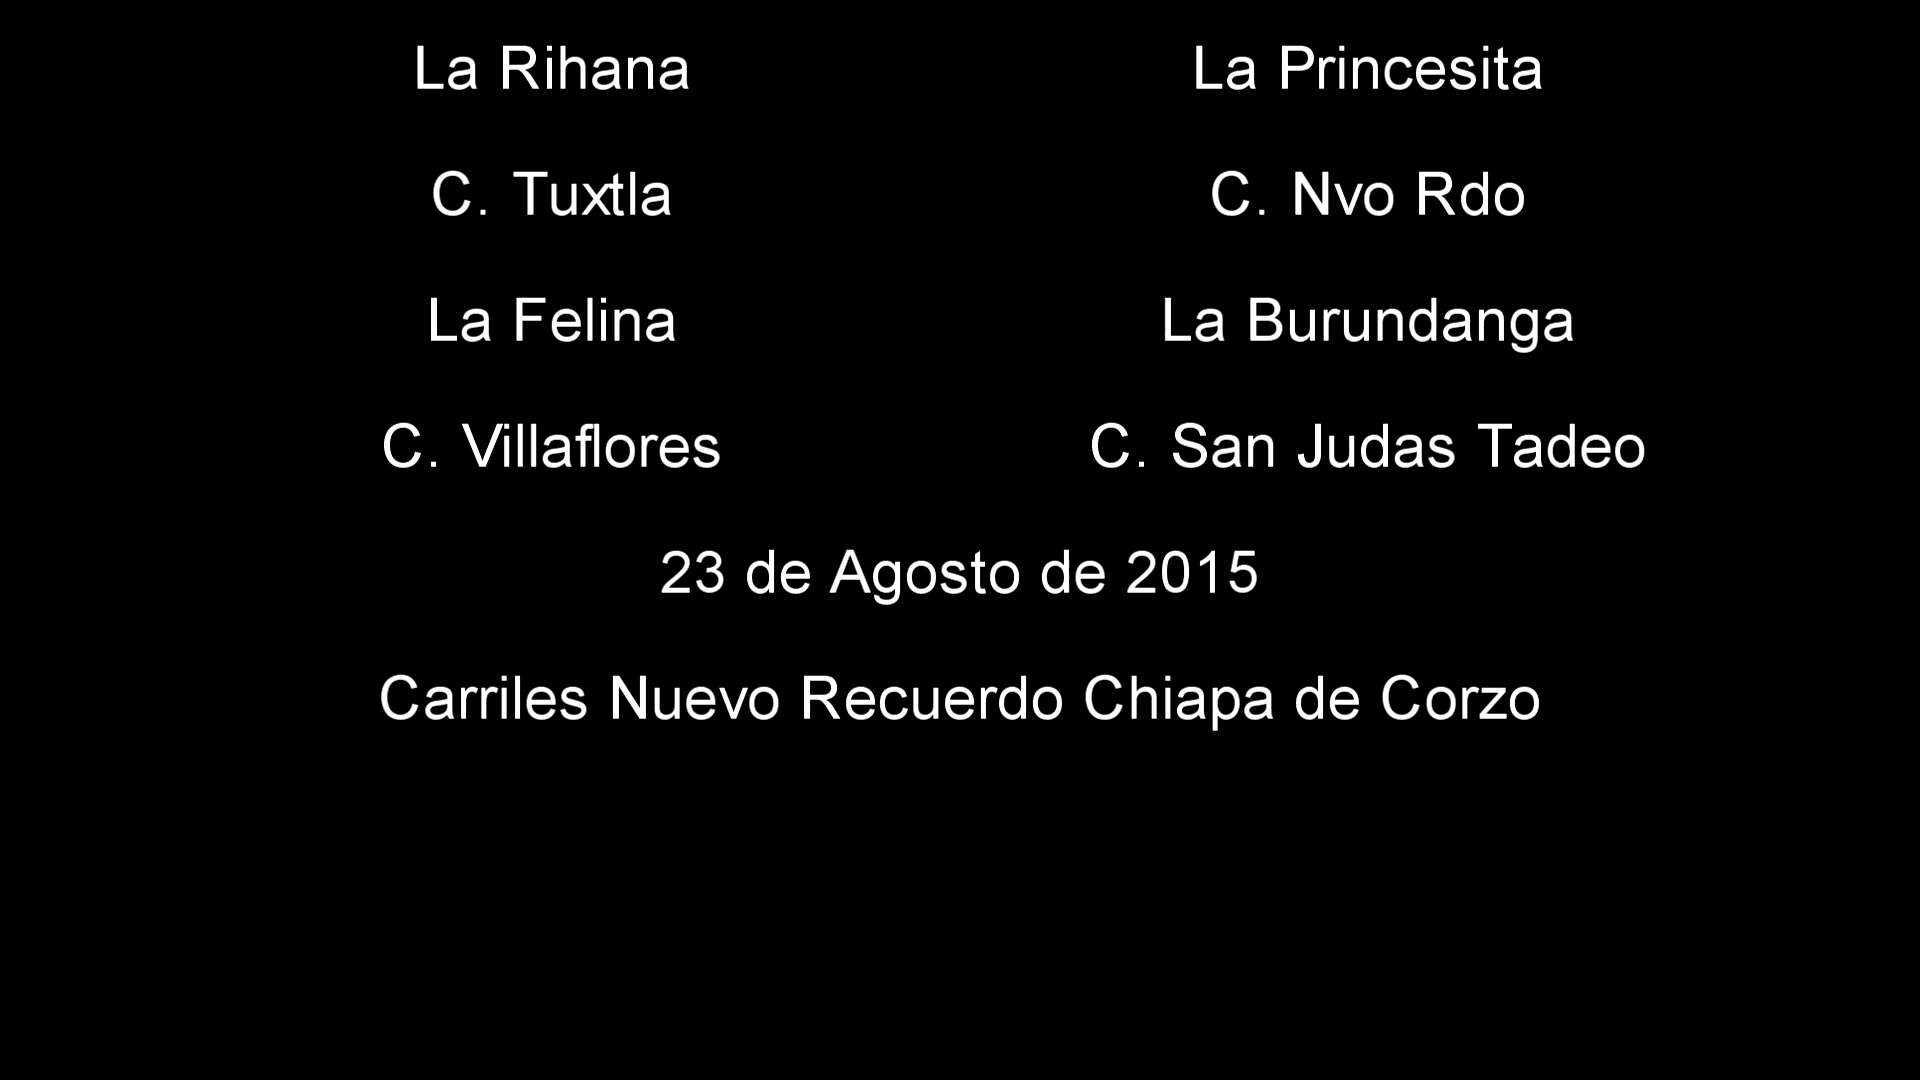 La Rihana La Princesita
C. Tuxtla C. Nvo Rdo
La Felina La Burundanga
C. Villaflores C. San Judas Tadeo
23 de Agosto de 2015
Carriles Nuevo Recuerdo Chiapa de Corzo